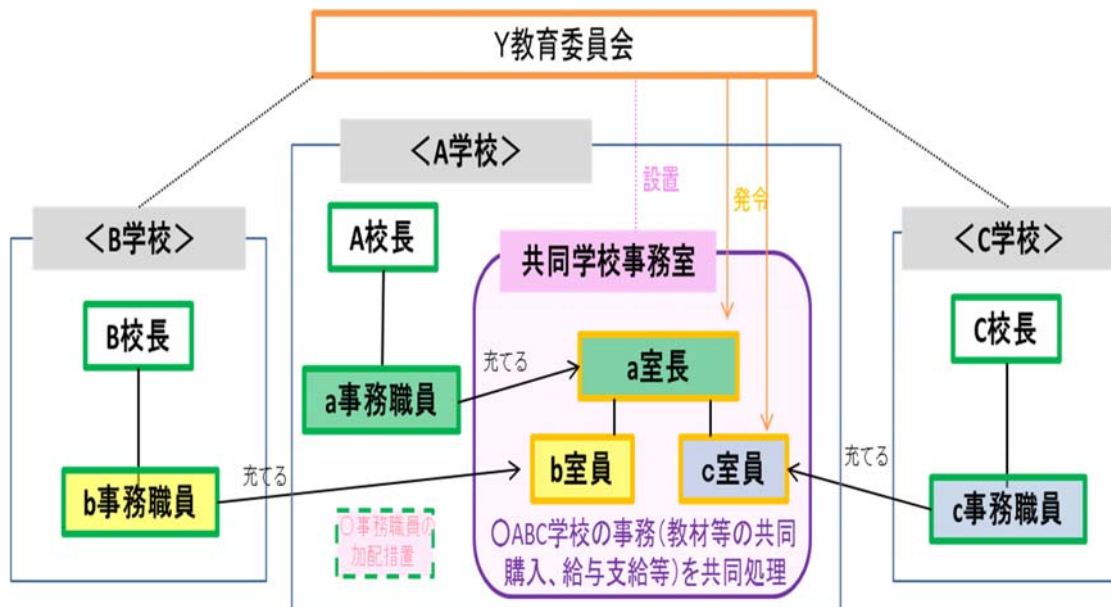 Y教育委員会
＜A学校＞
設置
発令
＜B学校＞
A校長
共同学校事務室
＜C学校＞
B校長
C校長
充てる
a室長
a事務職員
b室員
c室員
充てる
充てる
b事務職員
c事務職員
〇事務職員の
加配措置
〇ABC学校の事務(教材等の共同
購入、給与支給等)を共同処理